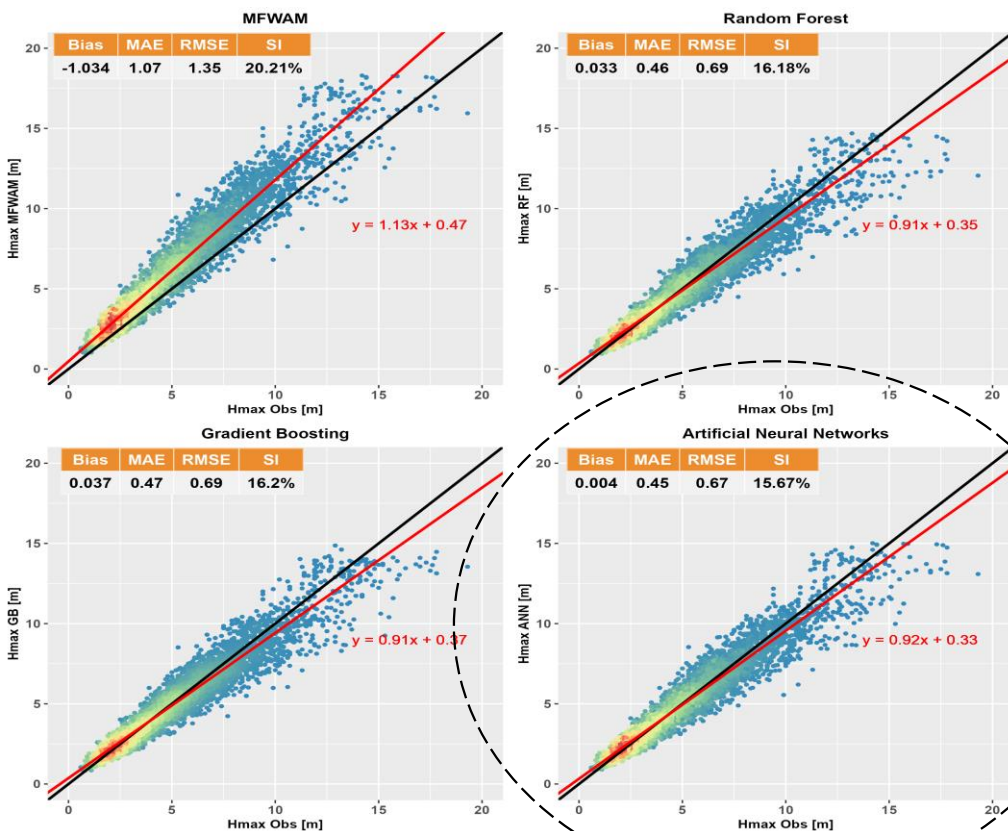 MFWAM
Bias MAE RMSE SI
-1.034 1.07 1.35 20.21%
y = 1.13x + 0.47
Hmax MFWAM [m]
20
15
10
5
0
0 5 10 15 20
Hmax Obs [m]
Random Forest
Bias MAE RMSE SI
0.033 0.46 0.69 16.18%
y = 0.91x + 0.35
Hmax RF [m]
20
15
10
5
0
0 5 10 15 20
Hmax Obs [m]
Gradient Boosting
Bias MAE RMSE SI
0.037 0.47 0.69 16.2%
y = 0.91x + 0.37
Hmax GB [m]
20
15
10
5
0
0 5 10 15 20
Hmax Obs [m]
Artificial Neural Networks
Bias MAE RMSE SI
0.004 0.45 0.67 15.67%
y = 0.92x + 0.33
Hmax ANN [m]
20
15
10
5
0
0 5 10 15 20
Hmax Obs [m]